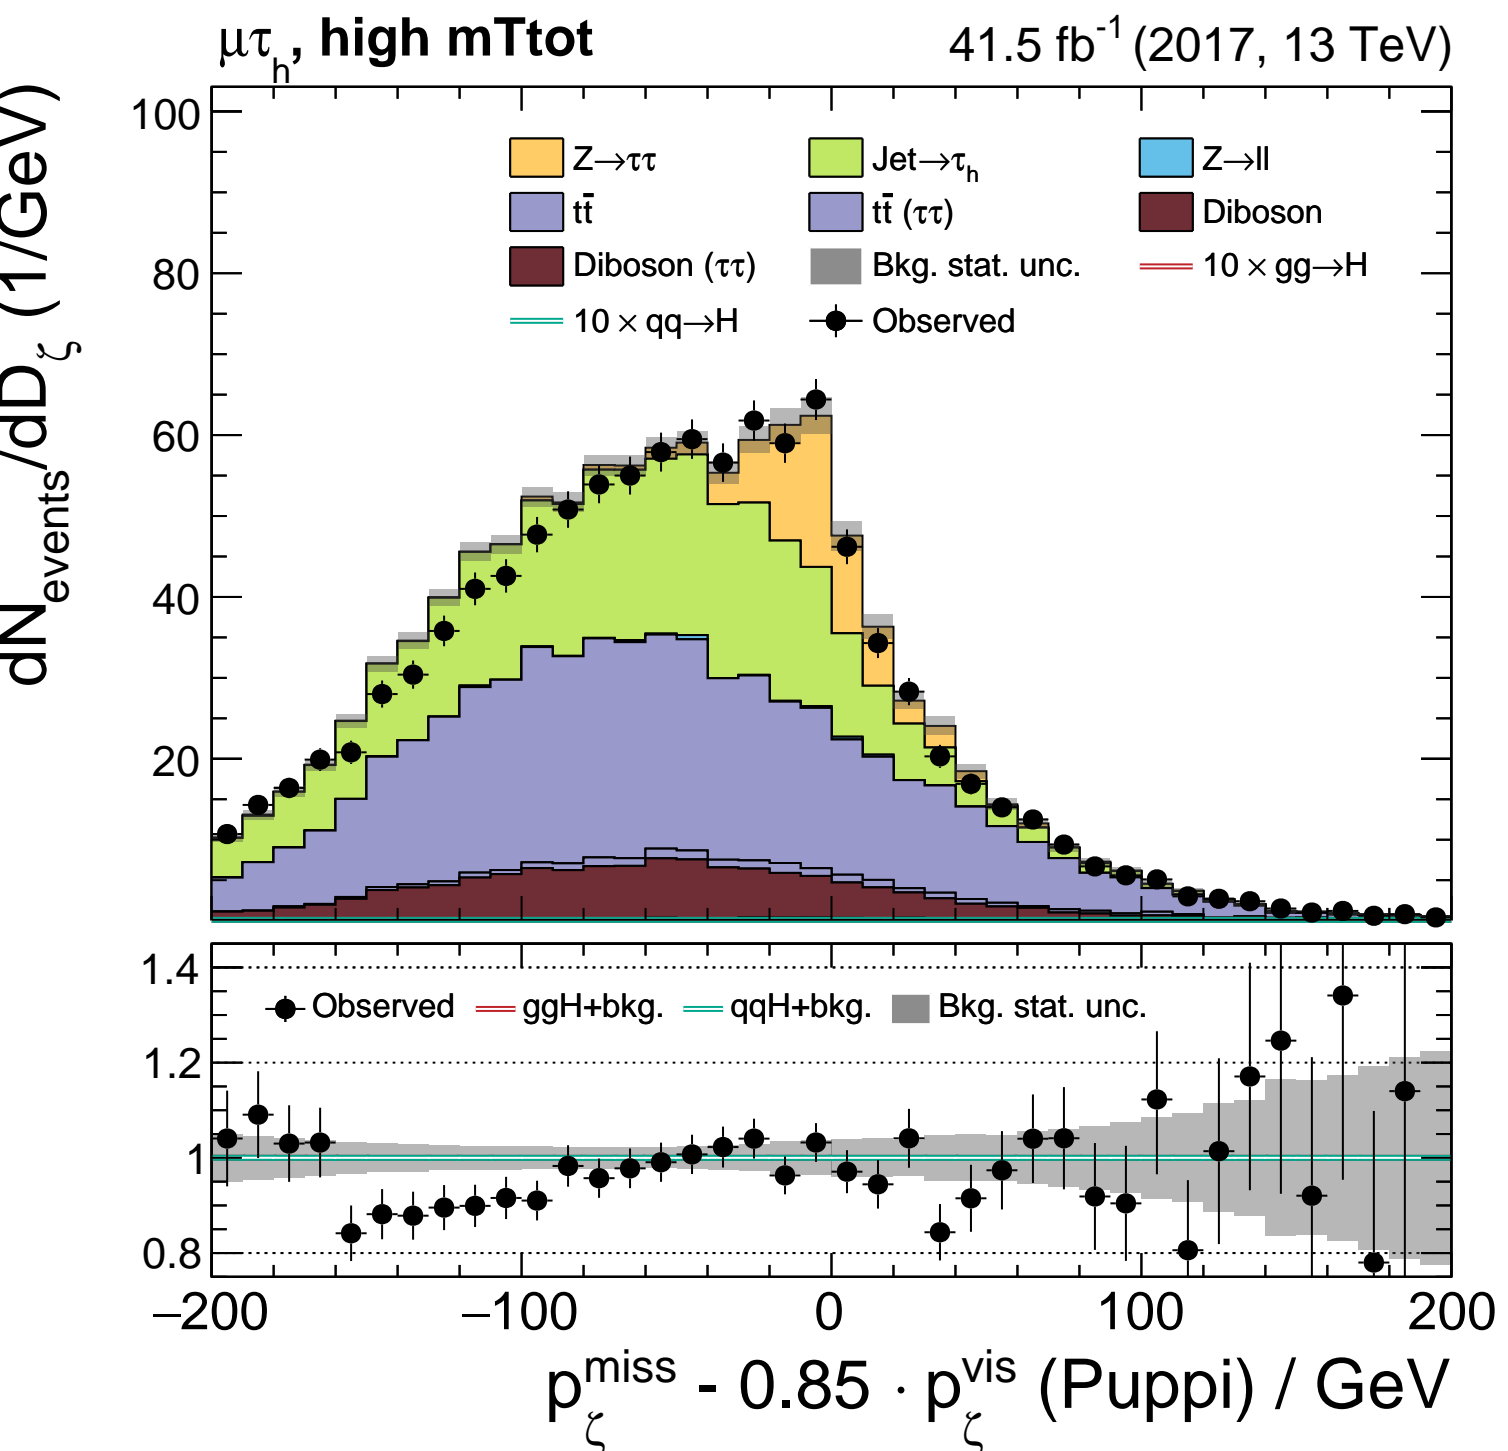 μτh, high mTtot
41.5 fb-1 (2017, 13 TeV)
dNevents/dDζ (1/GeV)
100
80
60
40
20
Z→ττ
Jet→τh
Z→ll
tt̄
tt̄ (ττ)
Diboson
Diboson (ττ)
Bkg. stat. unc.
10 × gg→H
10 × qq→H
Observed
1.4
1.2
1
0.8
Observed
ggH+bkg.
qqH+bkg.
Bkg. stat. unc.
−200
−100
0
100
200
pζmiss - 0.85 · pζvis (Puppi) / GeV